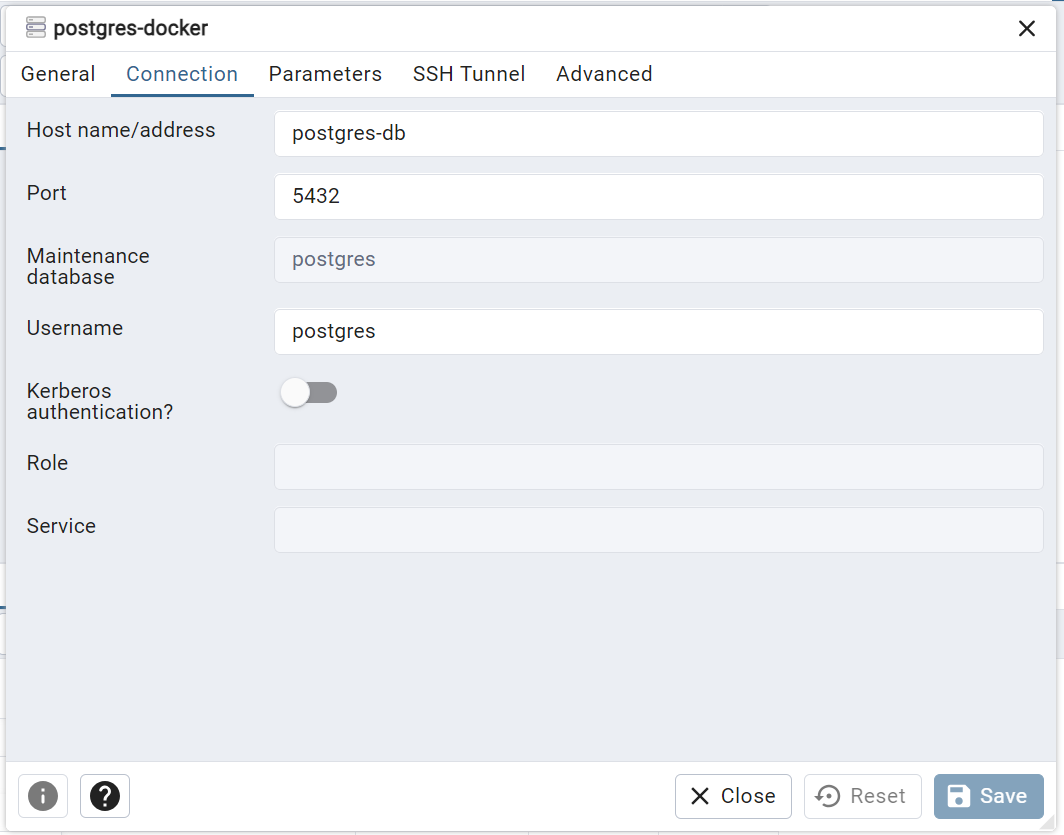 postgres-docker
General Connection Parameters SSH Tunnel Advanced
Host name/address postgres-db
Port 5432
Maintenance
database
postgres
Username postgres
Kerberos
authentication?
Role
Service
Close Reset Save